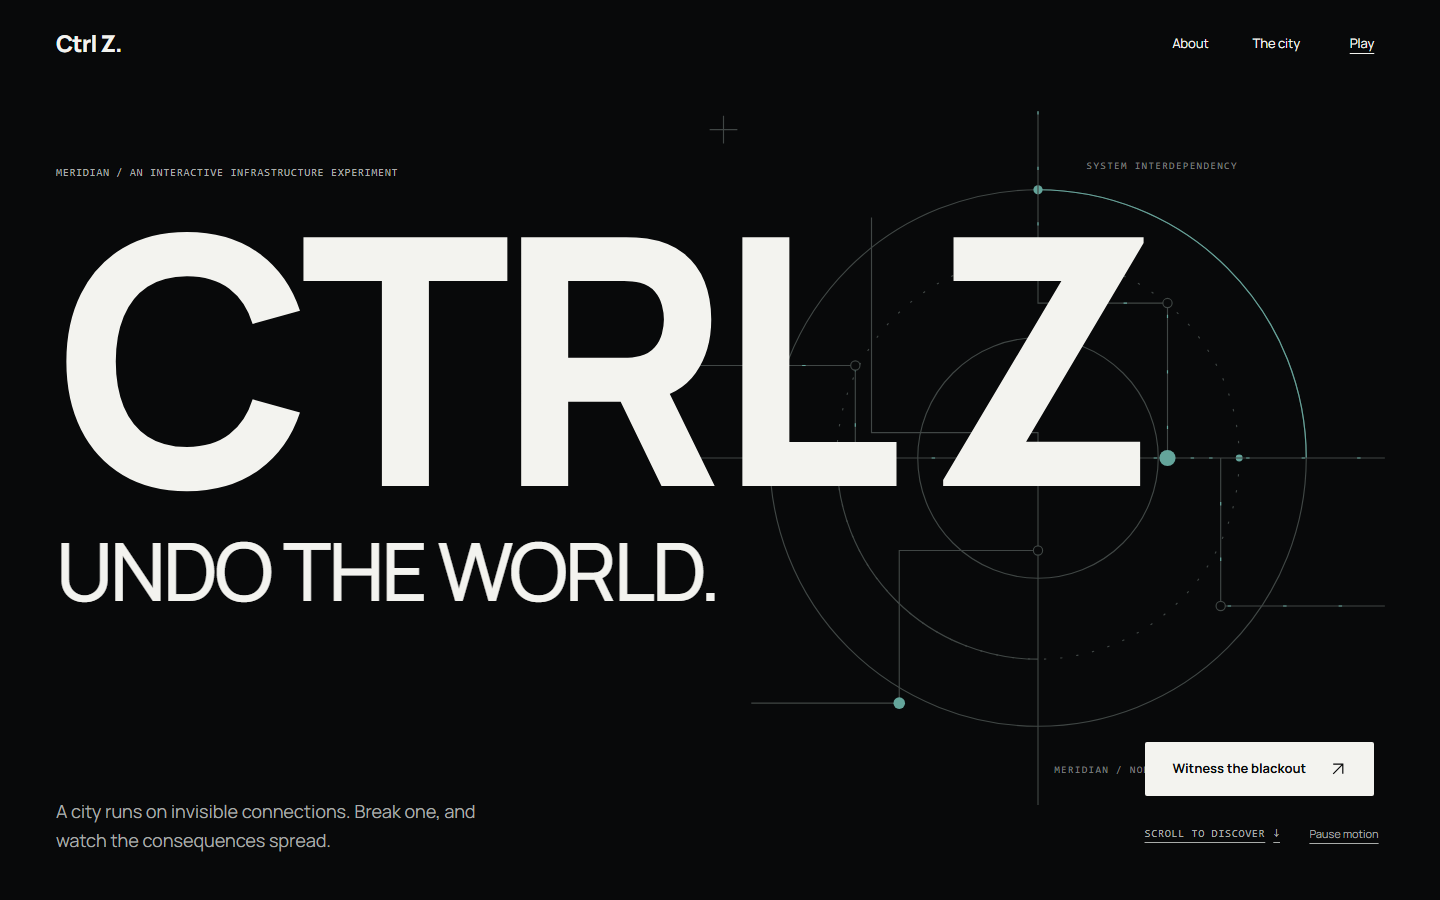 Ctrl Z.
About
The city
Play
SYSTEM INTERDEPENDENCY
MERIDIAN / AN INTERACTIVE INFRASTRUCTURE EXPERIMENT
CTRL Z
UNDO THE WORLD.
MERIDIAN /
Witness the blackout
A city runs on invisible connections. Break one, and
watch the consequences spread.
SCROLL TO DISCOVER ↓
Pause motion